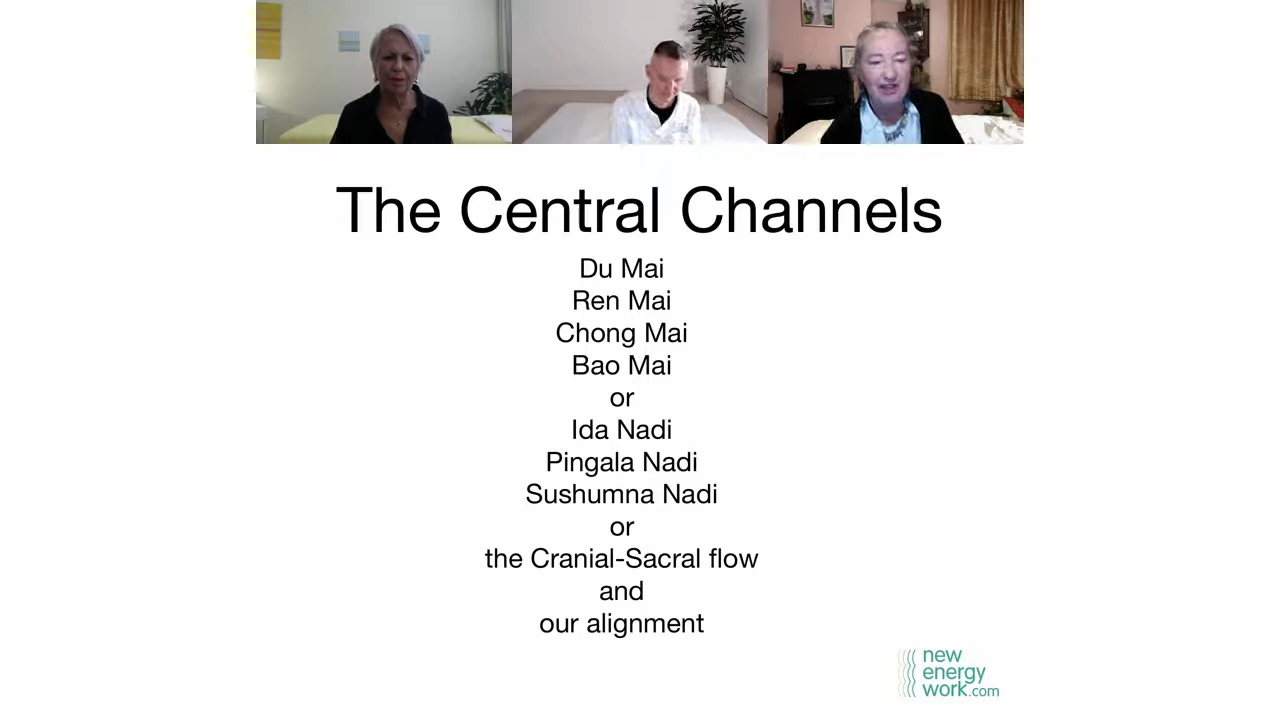 The Central Channels
Du Mai
Ren Mai
Chong Mai
Bao Mai
or
Ida Nadi
Pingala Nadi
Sushumna Nadi
or
the Cranial-Sacral flow
and
our alignment
new
energy
work.com